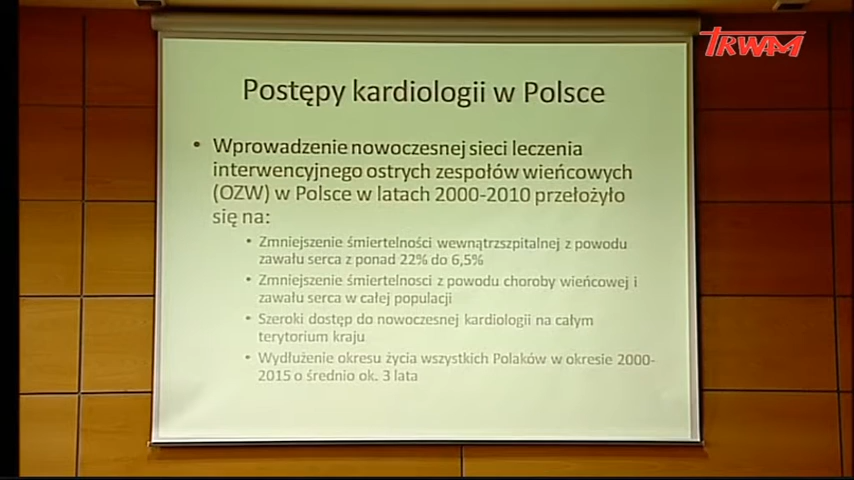 TRWAM
Postępy kardiologii w Polsce
• Wprowadzenie nowoczesnej sieci leczenia
interwencyjnego ostrych zespołów wieńcowych
(OZW) w Polsce w latach 2000-2010 przełożyło
się na:
• Zmniejszenie śmiertelności wewnątrzszpitalnej z powodu
zawału serca z ponad 22% do 6,5%
• Zmniejszenie śmiertelnosci z powodu choroby wieńcowej i
zawału serca w całej populacji
• Szeroki dostęp do nowoczesnej kardiologii na całym
terytorium kraju
• Wydłużenie okresu życia wszystkich Polaków w okresie 2000-
2015 o średnio ok. 3 lata